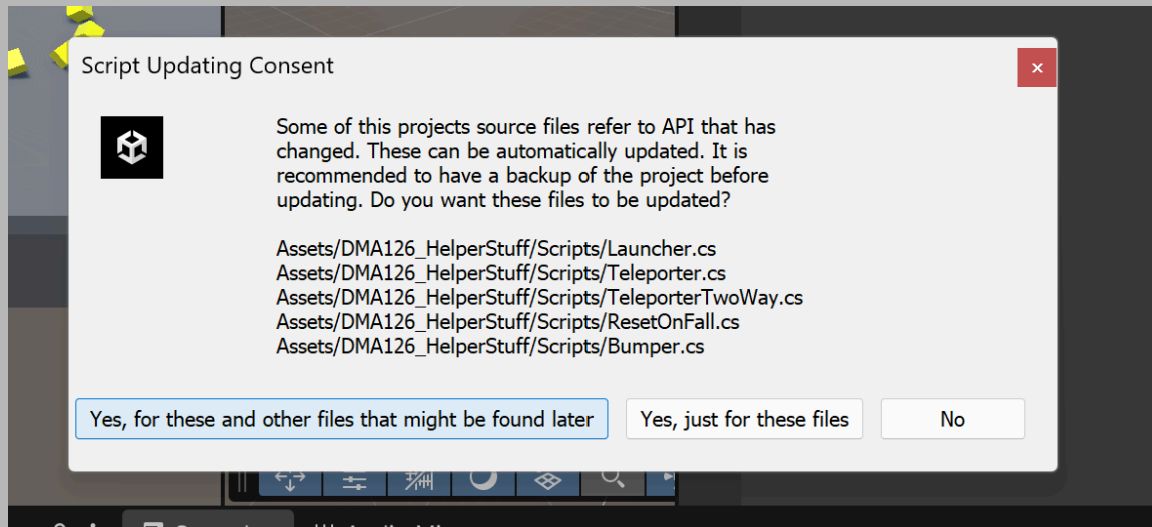 Script Updating Consent
Some of this projects source files refer to API that has
changed. These can be automatically updated. It is
recommended to have a backup of the project before
updating. Do you want these files to be updated?
Assets/DMA126_HelperStuff/Scripts/Launcher.cs
Assets/DMA126_HelperStuff/Scripts/Teleporter.cs
Assets/DMA126_HelperStuff/Scripts/TeleporterTwoWay.cs
Assets/DMA126_HelperStuff/Scripts/ResetOnFall.cs
Assets/DMA126_HelperStuff/Scripts/Bumper.cs
Yes, for these and other files that might be found later
Yes, just for these files
No